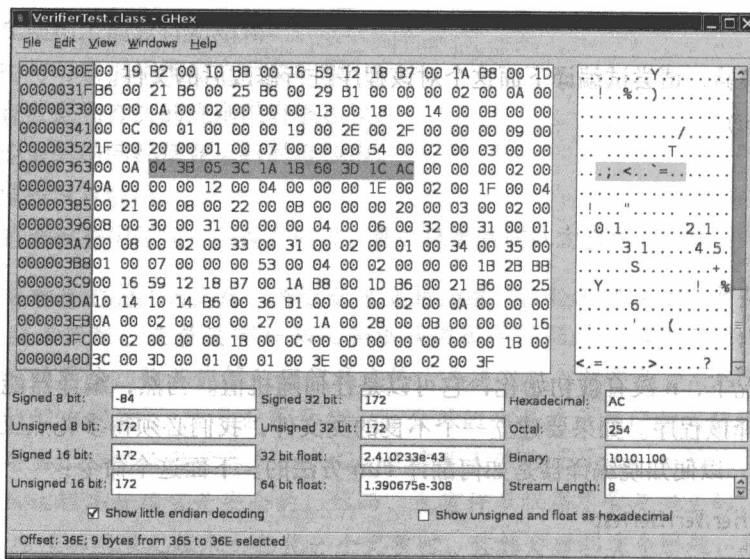 VerifierTest.class - GHex
File Edit View Windows Help
0000030E 00 19 B2 00 10 BB 00 16 59 12 18 B7 00 1A B8 00 1D ........Y........
0000031F B6 00 21 B6 00 25 B6 00 29 B1 00 00 00 02 00 0A 00 ..!..%..)........
00000330 00 00 0A 00 02 00 00 00 13 00 18 00 14 00 0B 00 00 .................
00000341 00 0C 00 01 00 00 00 19 00 2E 00 2F 00 00 00 09 00 .........../.....
00000352 1F 00 20 00 01 00 07 00 00 00 54 00 02 00 03 00 00 .. .......T......
00000363 00 0A 04 3B 05 3C 1A 1B 60 3D 1C AC 00 00 00 02 00 ...;.<..`=.......
00000374 0A 00 00 00 12 00 04 00 00 00 1E 00 02 00 1F 00 04 .................
00000385 00 21 00 08 00 22 00 0B 00 00 00 20 00 03 00 02 00 .!..."..... .....
00000396 08 00 30 00 31 00 00 00 04 00 06 00 32 00 31 00 01 ..0.1.......2.1..
000003A7 00 08 00 02 00 33 00 31 00 02 00 01 00 34 00 35 00 .....3.1.....4.5.
000003B8 01 00 07 00 00 00 53 00 04 00 02 00 00 00 1B 2B BB ......S........+.
000003C9 00 16 59 12 18 B7 00 1A B8 00 1D B6 00 21 B6 00 25 ..Y..........!..%
000003DA 10 14 10 14 B6 00 36 B1 00 00 00 02 00 0A 00 00 00 ......6..........
000003EB 0A 00 02 00 00 00 27 00 1A 00 2B 00 0B 00 00 00 16
000003FC 00 02 00 00 00 1B 00 0C 00 0D 00 00 00 00 00 1B 00 .................
0000040D 3C 00 3D 00 01 00 01 00 3E 00 00 00 02 00 3F <.=.....>.....?
Signed 8 bit: -84 Signed 32 bit: 172 Hexadecimal: AC
Unsigned 8 bit: 172 Unsigned 32 bit: 172 Octal: 254
Signed 16 bit: 172 32 bit float: 2.410233e-43 Binary: 10101100
Unsigned 16 bit: 172 64 bit float: 1.390675e-308 Stream Length: 8
Show little endian decoding Show unsigned and float as hexadecimal
Offset: 36E; 9 bytes from 365 to 36E selected